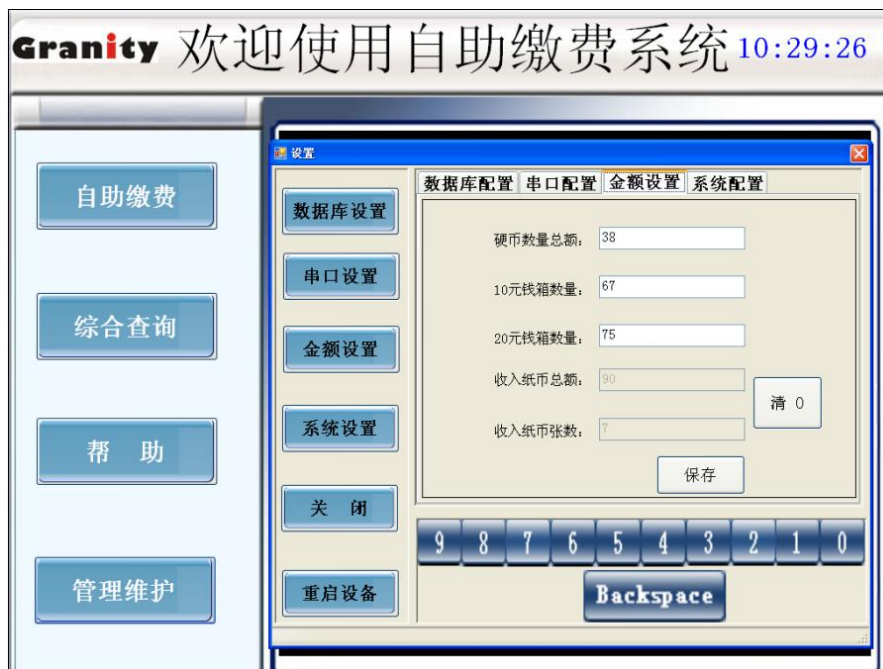 Granity 欢迎使用自助缴费系统 10:29:26
自助缴费
综合查询
帮 助
管理维护
设置
数据库设置
串口设置
金额设置
系统设置
关 闭
重启设备
数据库配置 串口配置 金额设置 系统配置
硬币数量总额: 38
10元钱箱数量: 67
20元钱箱数量: 75
收入纸币总额: 90
收入纸币张数: 7
清 0
保存
9 8 7 6 5 4 3 2 1 0
Backspace